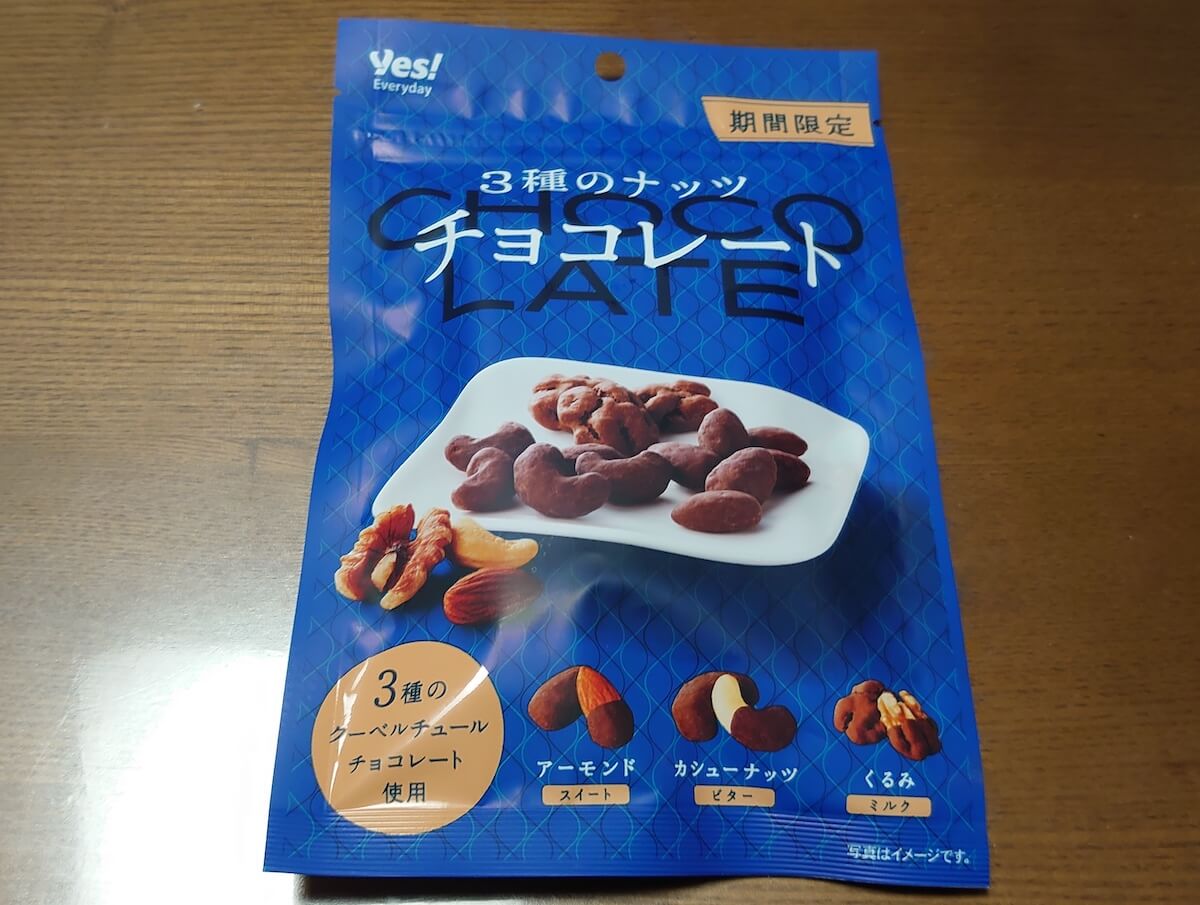 Yes!
Everyday
期間限定
3種のナッツ
CHOCO
チョコレート
LATE
3種の
クーベルチュール
チョコレート
使用
アーモンド
スイート
カシューナッツ
ビター
くるみ
ミルク
写真はイメージです。